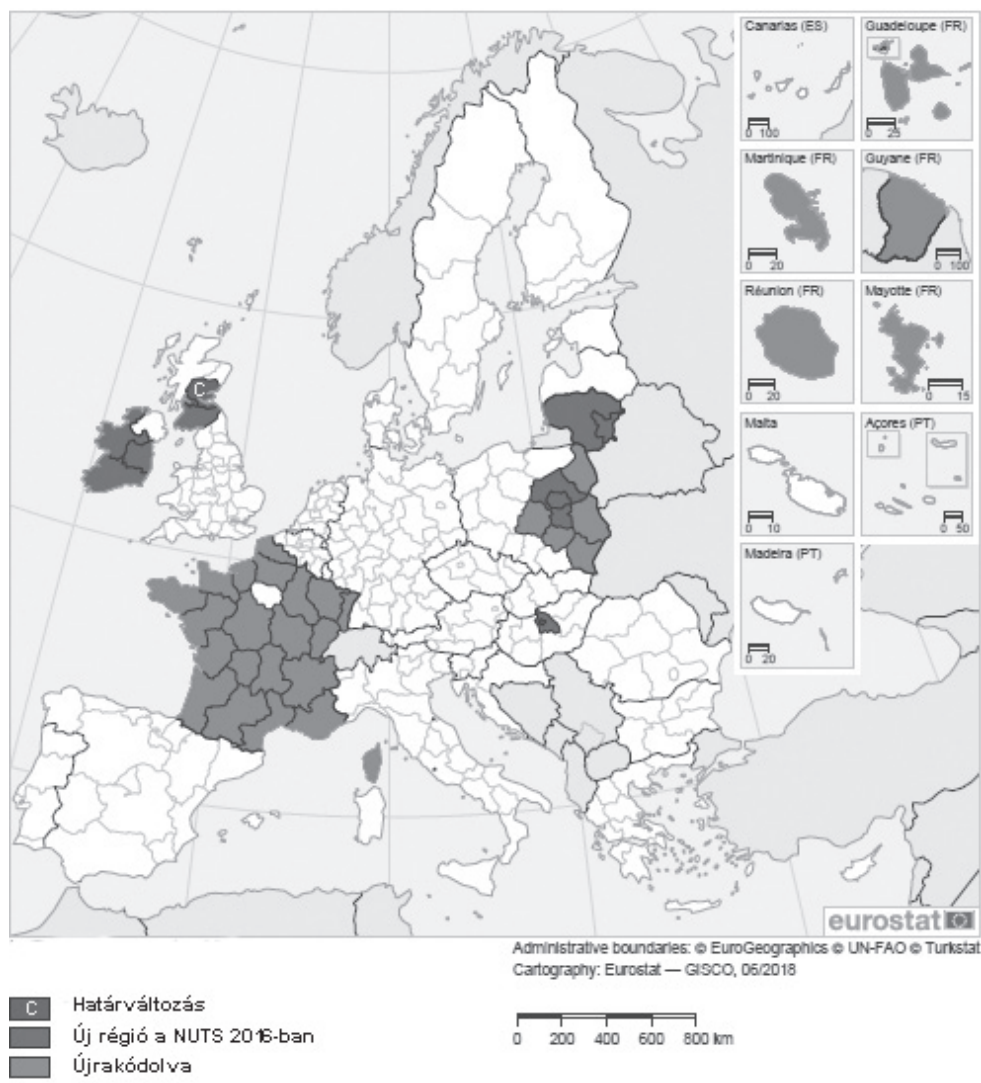 Canarias (ES)
0 100
Guadeloupe (FR)
0 25
Martinique (FR)
0 20
Guyane (FR)
0 100
Réunion (FR)
0 20
Mayotte (FR)
0 15
Malta
0 10
Açores (PT)
0 50
Madeira (PT)
0 20
C
eurostat
Administrative boundaries: © EuroGeographics © UN-FAO © Turkstat
Cartography: Eurostat — GISCO, 06/2018
C Határváltozás
Új régió a NUTS 2016-ban
Újrakódolva
0 200 400 600 800 km